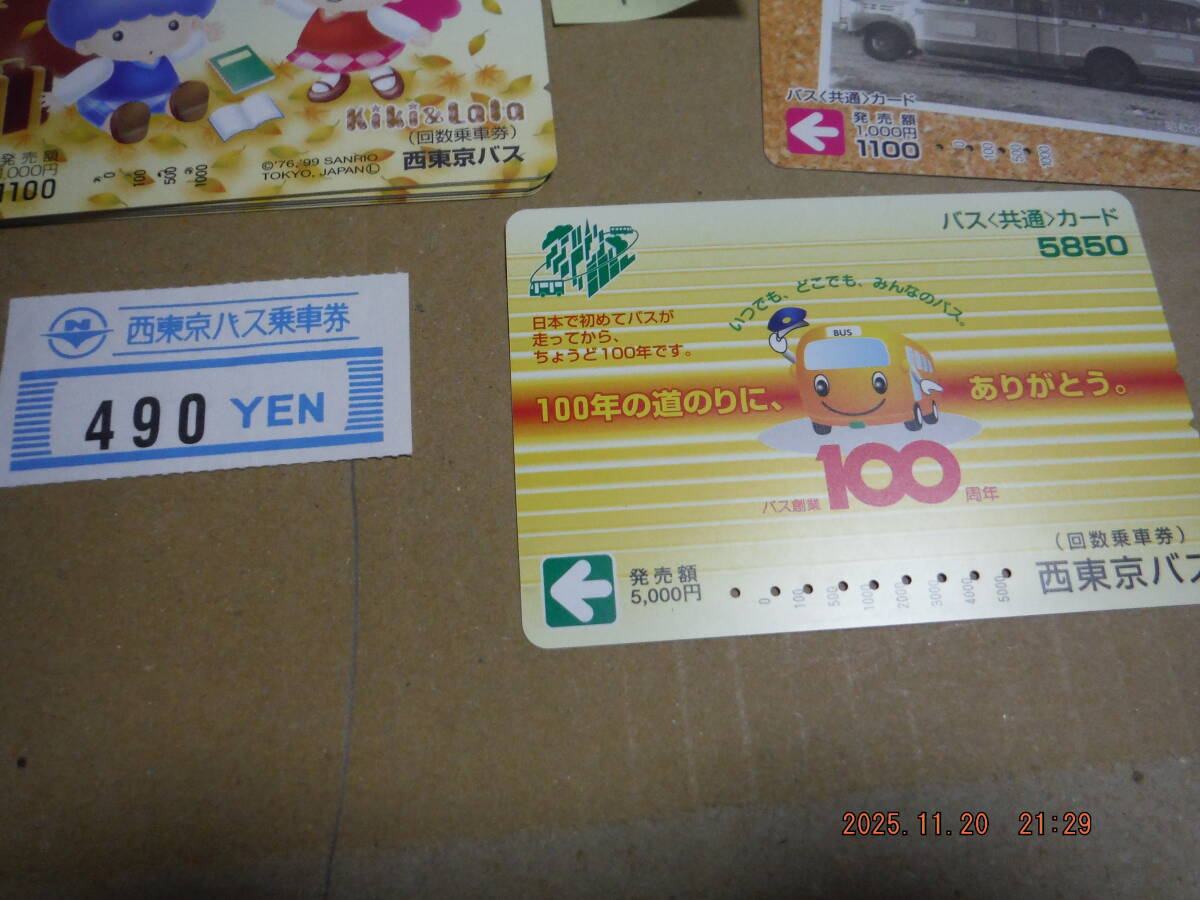 Kiki&Lala
(回数乗車券)
西東京バス
発売額
1,000円
1100
0
100
500
1000
©'76,'99 SANRIO
TOKYO, JAPAN Ⓛ
バス〈共通〉カード
発売額
1,000円
1100
0
100
500
1000
N
西東京バス乗車券
490 YEN
バス〈共通〉カード
5850
いつでも、どこでも、みんなのバス。
日本で初めてバスが
走ってから、
ちょうど100年です。
BUS
100年の道のりに、 ありがとう。
バス創業 100 周年
(回数乗車券)
西東京バス
発売額
5,000円
0
100
500
1000
2000
3000
4000
5000
2025.11.20 21:29